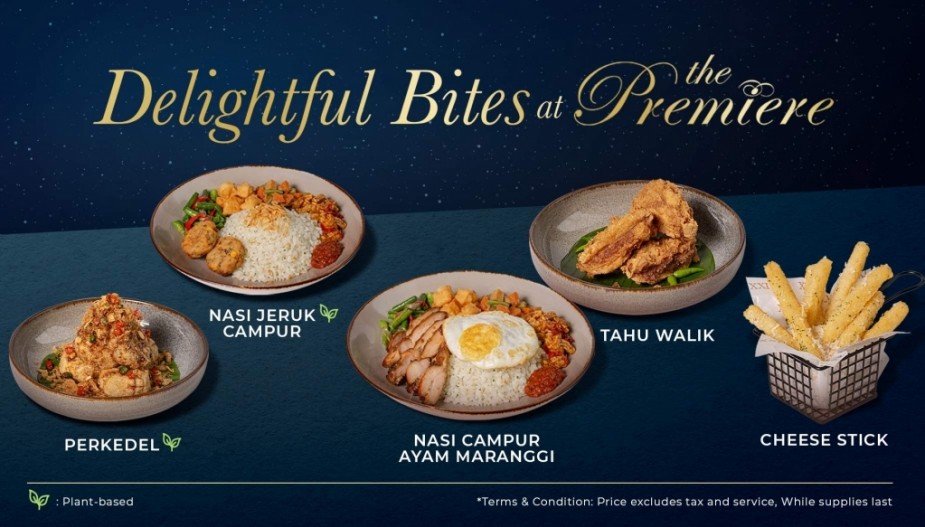 Delightful Bites at the Premiere
NASI JERUK
CAMPUR
TAHU WALIK
PERKEDEL
NASI CAMPUR
AYAM MARANGGI
CHEESE STICK
: Plant-based
*Terms & Condition: Price excludes tax and service, While supplies last